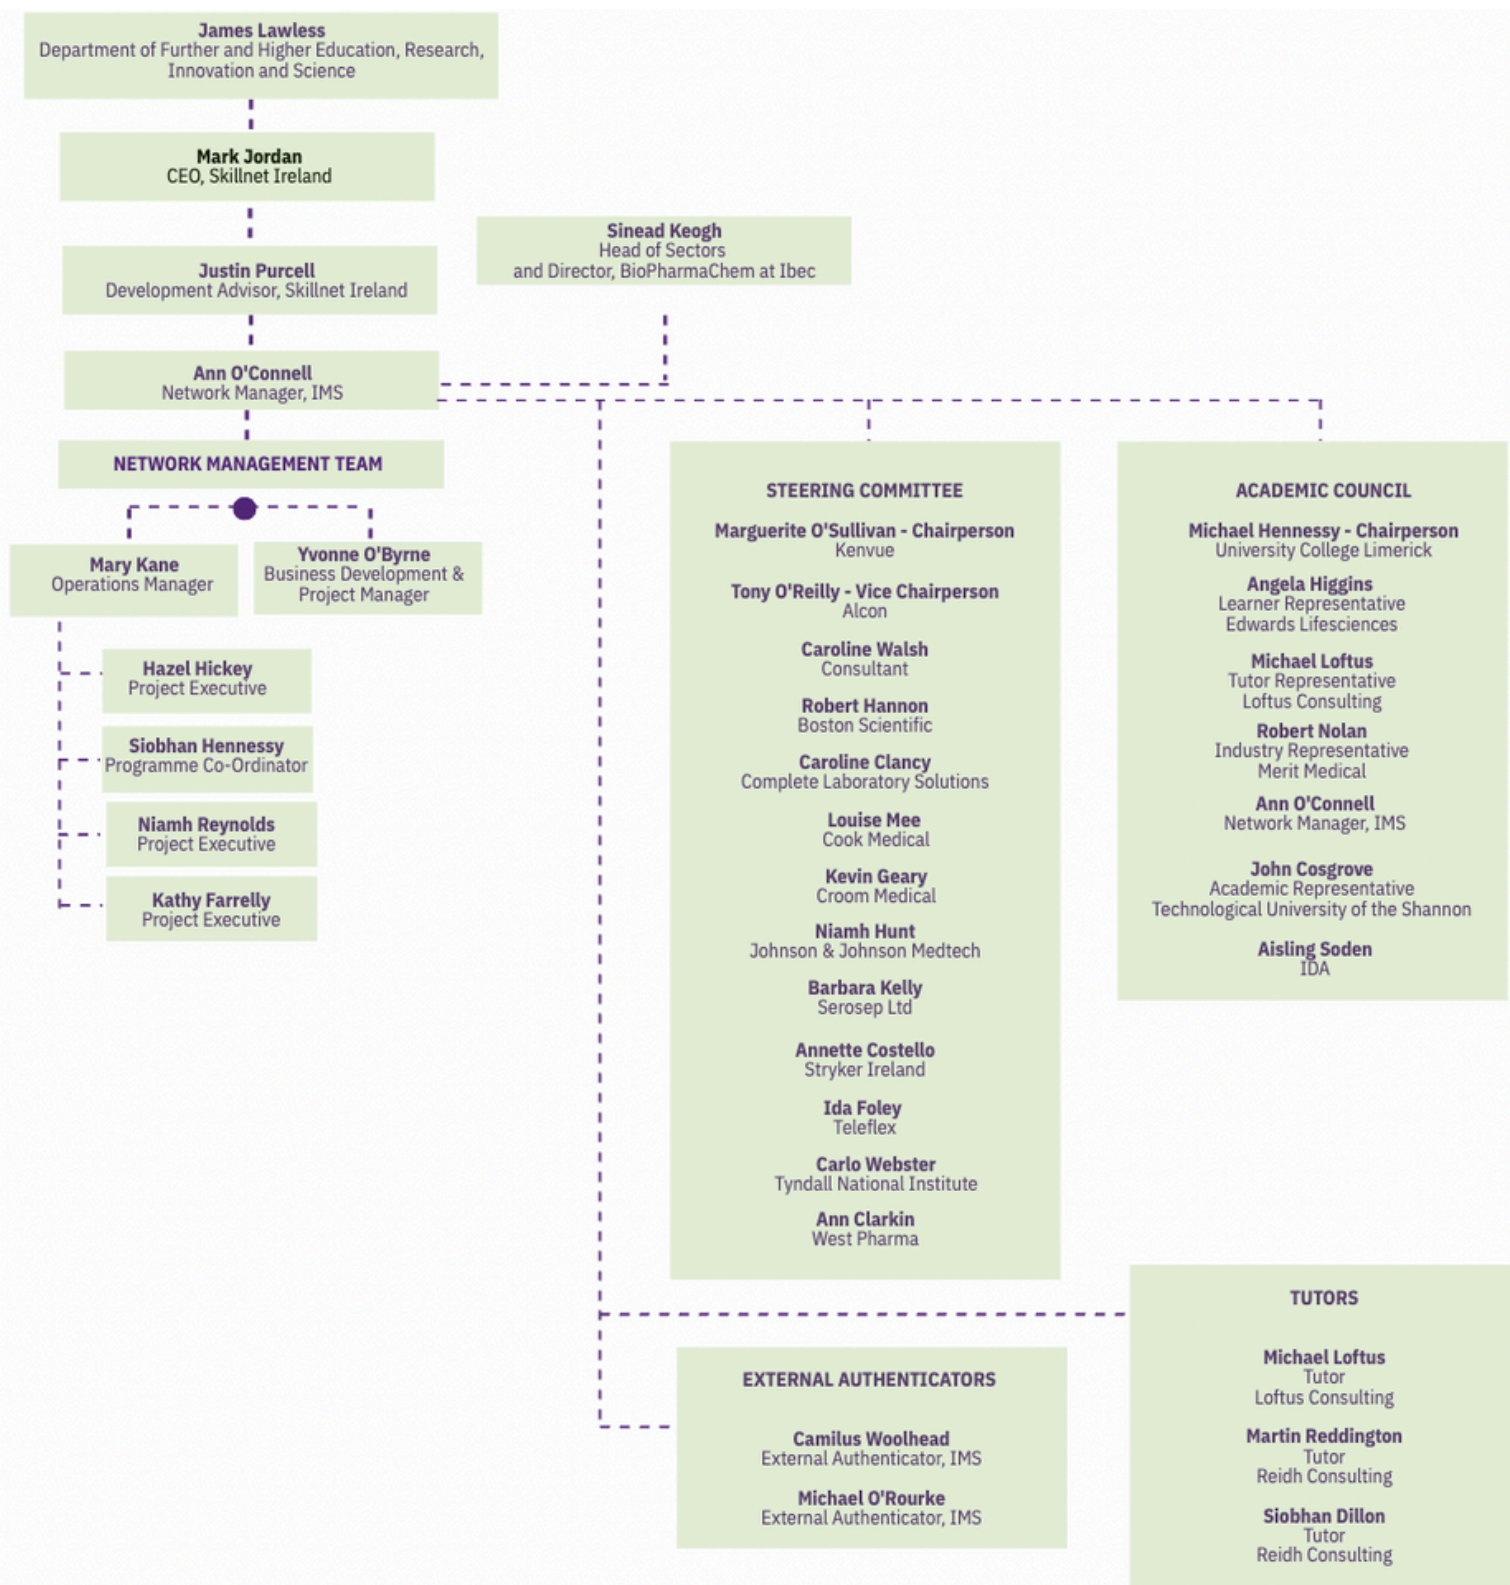 James Lawless
Department of Further and Higher Education, Research,
Innovation and Science
Mark Jordan
CEO, Skillnet Ireland
Justin Purcell
Development Advisor, Skillnet Ireland
Sinead Keogh
Head of Sectors
and Director, BioPharmaChem at Ibec
Ann O'Connell
Network Manager, IMS
NETWORK MANAGEMENT TEAM
Mary Kane
Operations Manager
Yvonne O'Byrne
Business Development &
Project Manager
Hazel Hickey
Project Executive
Siobhan Hennessy
Programme Co-Ordinator
Niamh Reynolds
Project Executive
Kathy Farrelly
Project Executive
STEERING COMMITTEE
Marguerite O'Sullivan - Chairperson
Kenvue
Tony O'Reilly - Vice Chairperson
Alcon
Caroline Walsh
Consultant
Robert Hannon
Boston Scientific
Caroline Clancy
Complete Laboratory Solutions
Louise Mee
Cook Medical
Kevin Geary
Croom Medical
Niamh Hunt
Johnson & Johnson Medtech
Barbara Kelly
Serosep Ltd
Annette Costello
Stryker Ireland
Ida Foley
Teleflex
Carlo Webster
Tyndall National Institute
Ann Clarkin
West Pharma
ACADEMIC COUNCIL
Michael Hennessy - Chairperson
University College Limerick
Angela Higgins
Learner Representative
Edwards Lifesciences
Michael Loftus
Tutor Representative
Loftus Consulting
Robert Nolan
Industry Representative
Merit Medical
Ann O'Connell
Network Manager, IMS
John Cosgrove
Academic Representative
Technological University of the Shannon
Aisling Soden
IDA
EXTERNAL AUTHENTICATORS
Camilus Woolhead
External Authenticator, IMS
Michael O'Rourke
External Authenticator, IMS
TUTORS
Michael Loftus
Tutor
Loftus Consulting
Martin Reddington
Tutor
Reidh Consulting
Siobhan Dillon
Tutor
Reidh Consulting